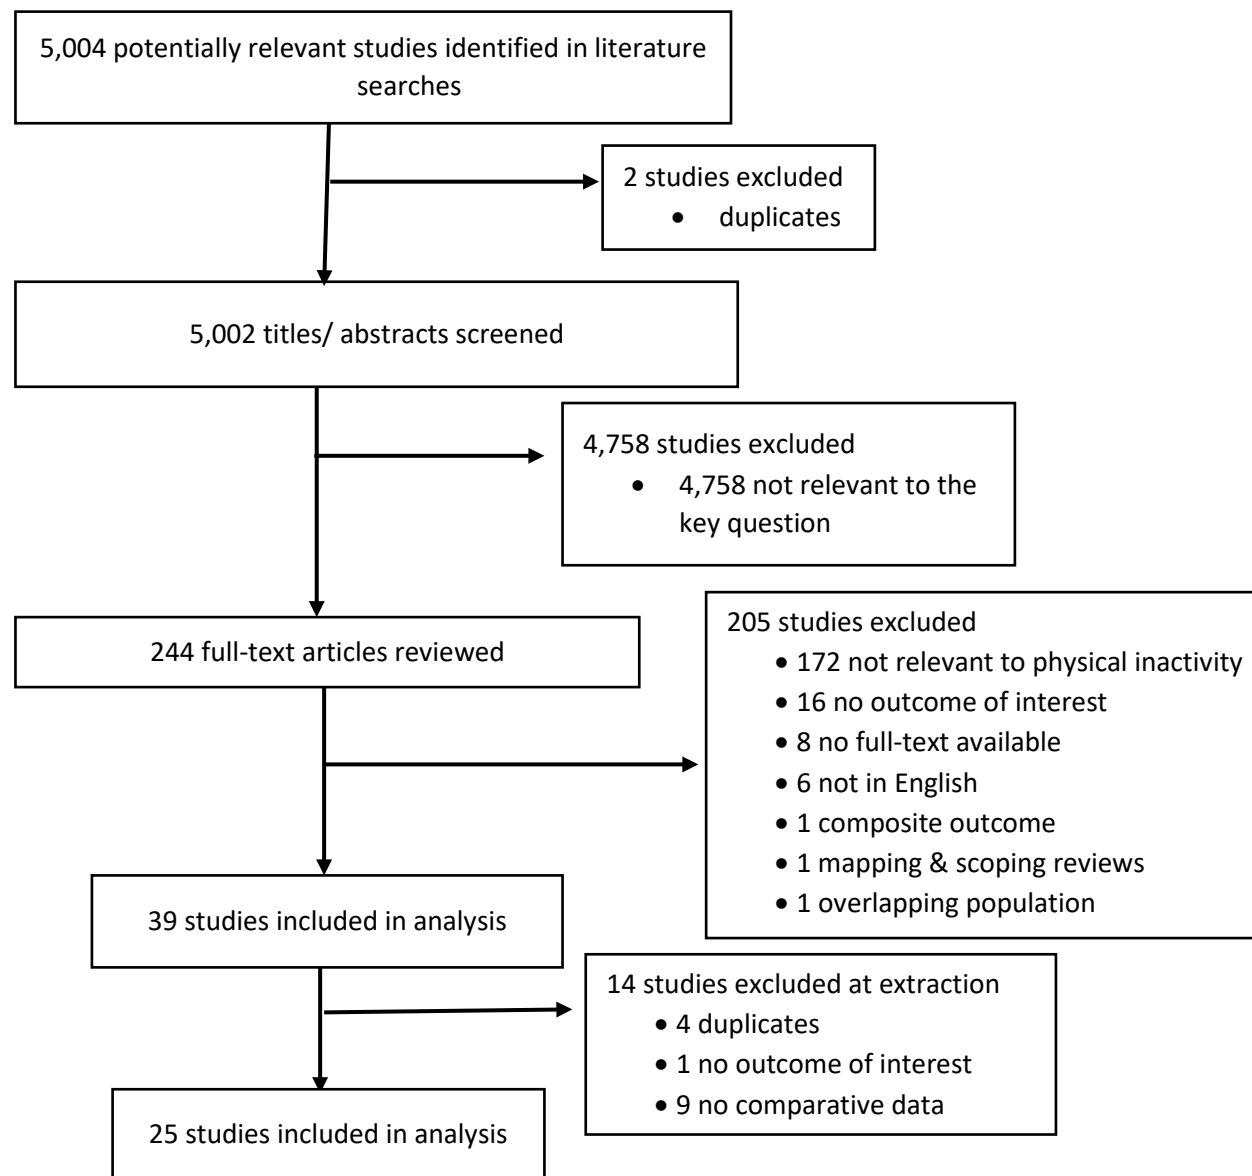 5,004 potentially relevant studies identified in literature
searches
2 studies excluded
• duplicates
5,002 titles/ abstracts screened
4,758 studies excluded
• 4,758 not relevant to the
key question
244 full-text articles reviewed
205 studies excluded
• 172 not relevant to physical inactivity
• 16 no outcome of interest
• 8 no full-text available
• 6 not in English
• 1 composite outcome
• 1 mapping & scoping reviews
• 1 overlapping population
39 studies included in analysis
14 studies excluded at extraction
• 4 duplicates
• 1 no outcome of interest
• 9 no comparative data
25 studies included in analysis